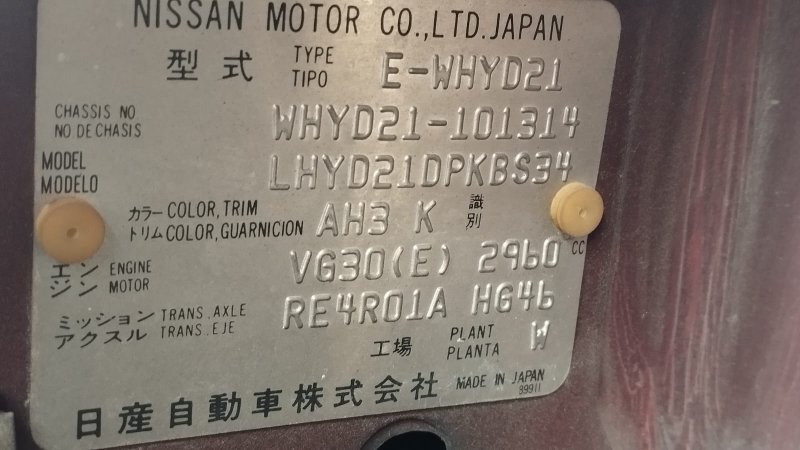 NISSAN MOTOR CO.,LTD. JAPAN
型式 TYPE TIPO E-WHYD21
CHASSIS NO NO DE CHASIS WHYD21-101314
MODEL MODELO LHYD21DPKBS34
カラー COLOR, TRIM トリム COLOR, GUARNICION AH3 K 識別
エンジン ENGINE MOTOR VG30(E) 2960 CC
ミッション TRANS. AXLE アクスル TRANS. EJE RE4R01A HG46
工場 PLANT PLANTA W
日産自動車株式会社 MADE IN JAPAN
99911